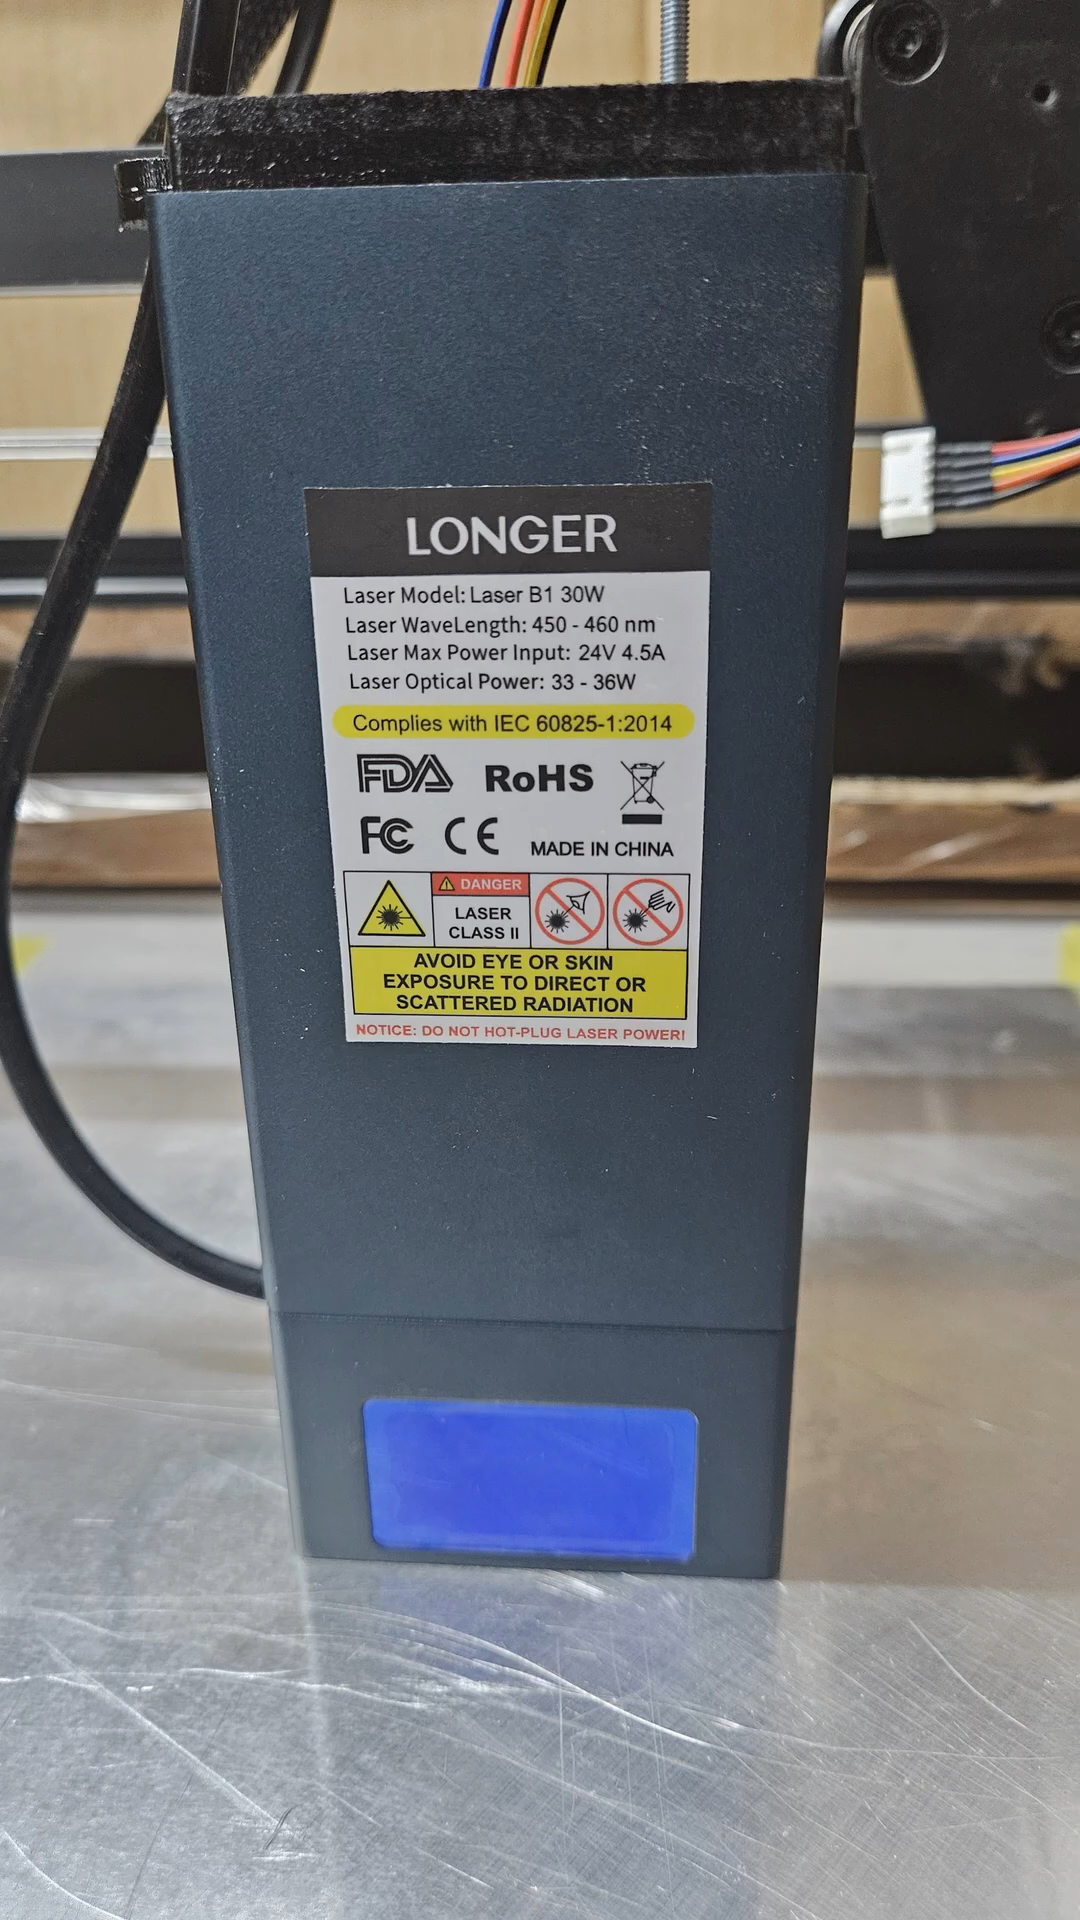 LONGER
Laser Model: Laser B1 30W
Laser WaveLength: 450 - 460 nm
Laser Max Power Input: 24V 4.5A
Laser Optical Power: 33 - 36W
Complies with IEC 60825-1:2014
FDA RoHS
FC CE MADE IN CHINA
DANGER
LASER
CLASS II
AVOID EYE OR SKIN
EXPOSURE TO DIRECT OR
SCATTERED RADIATION
NOTICE: DO NOT HOT-PLUG LASER POWER!